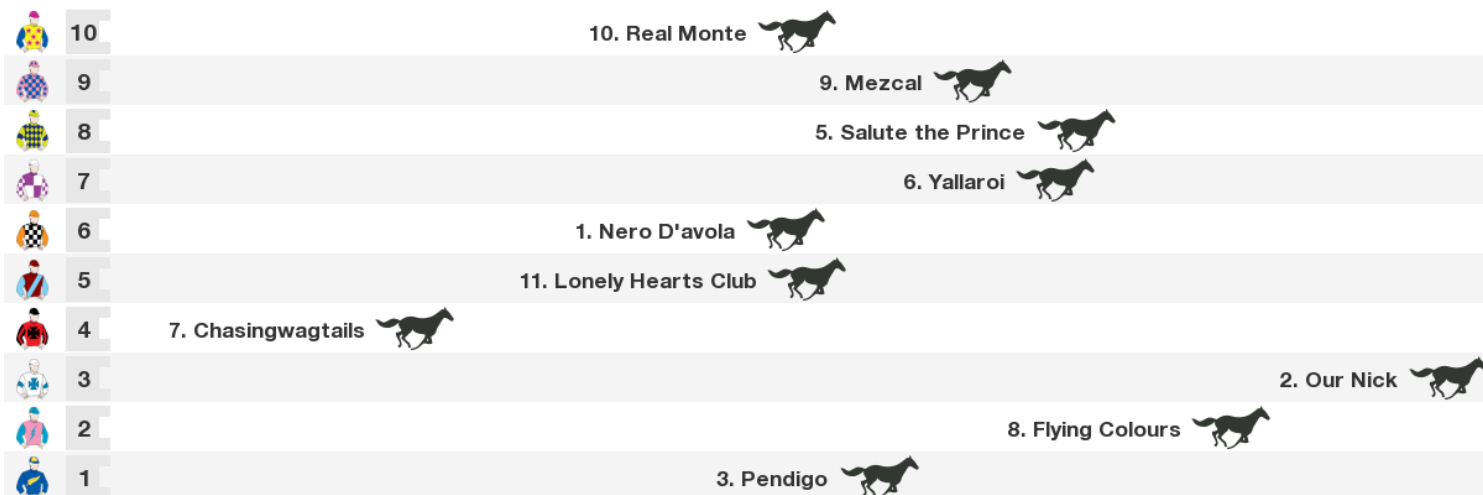 10 10. Real Monte
9 9. Mezcal
8 5. Salute the Prince
7 6. Yallaroi
6 1. Nero D'avola
5 11. Lonely Hearts Club
4 7. Chasingwagtails
3 2. Our Nick
2 8. Flying Colours
1 3. Pendigo